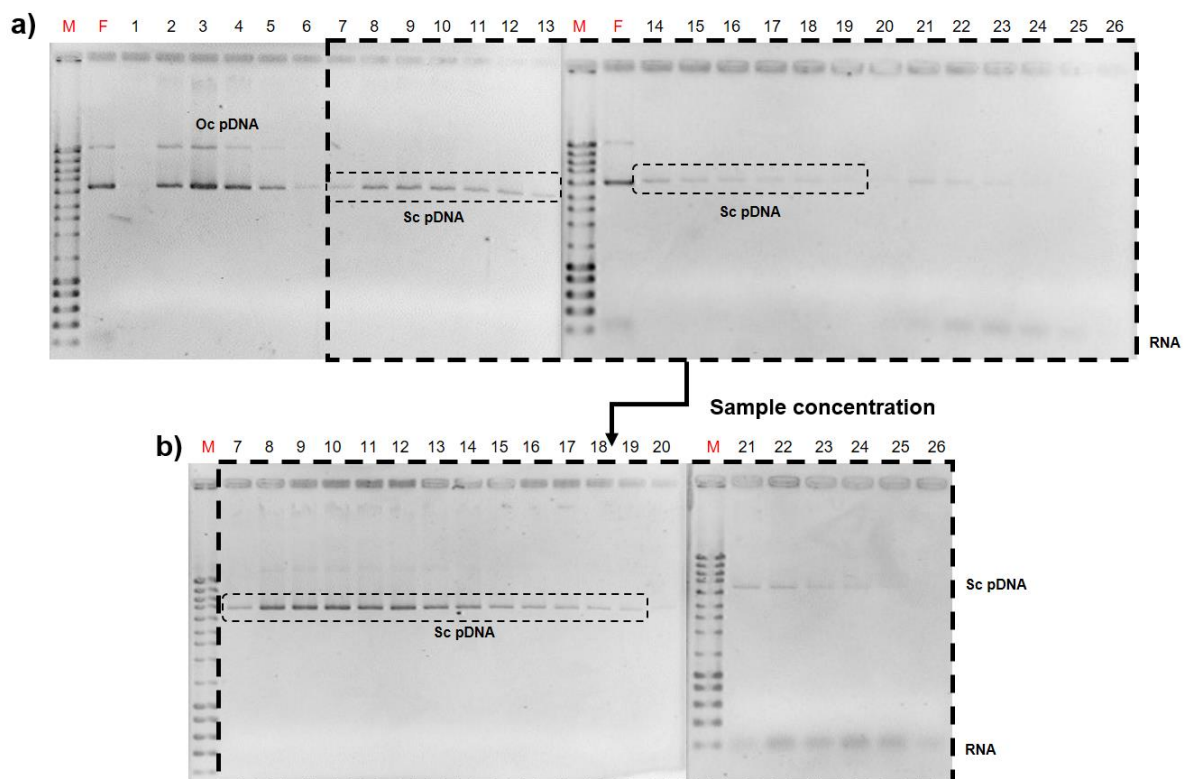 a)
M F 1 2 3 4 5 6 7 8 9 10 11 12 13 M F 14 15 16 17 18 19 20 21 22 23 24 25 26
Oc pDNA
Sc pDNA
Sc pDNA
RNA
Sample concentration
b)
M 7 8 9 10 11 12 13 14 15 16 17 18 19 20 M 21 22 23 24 25 26
Sc pDNA
Sc pDNA
RNA